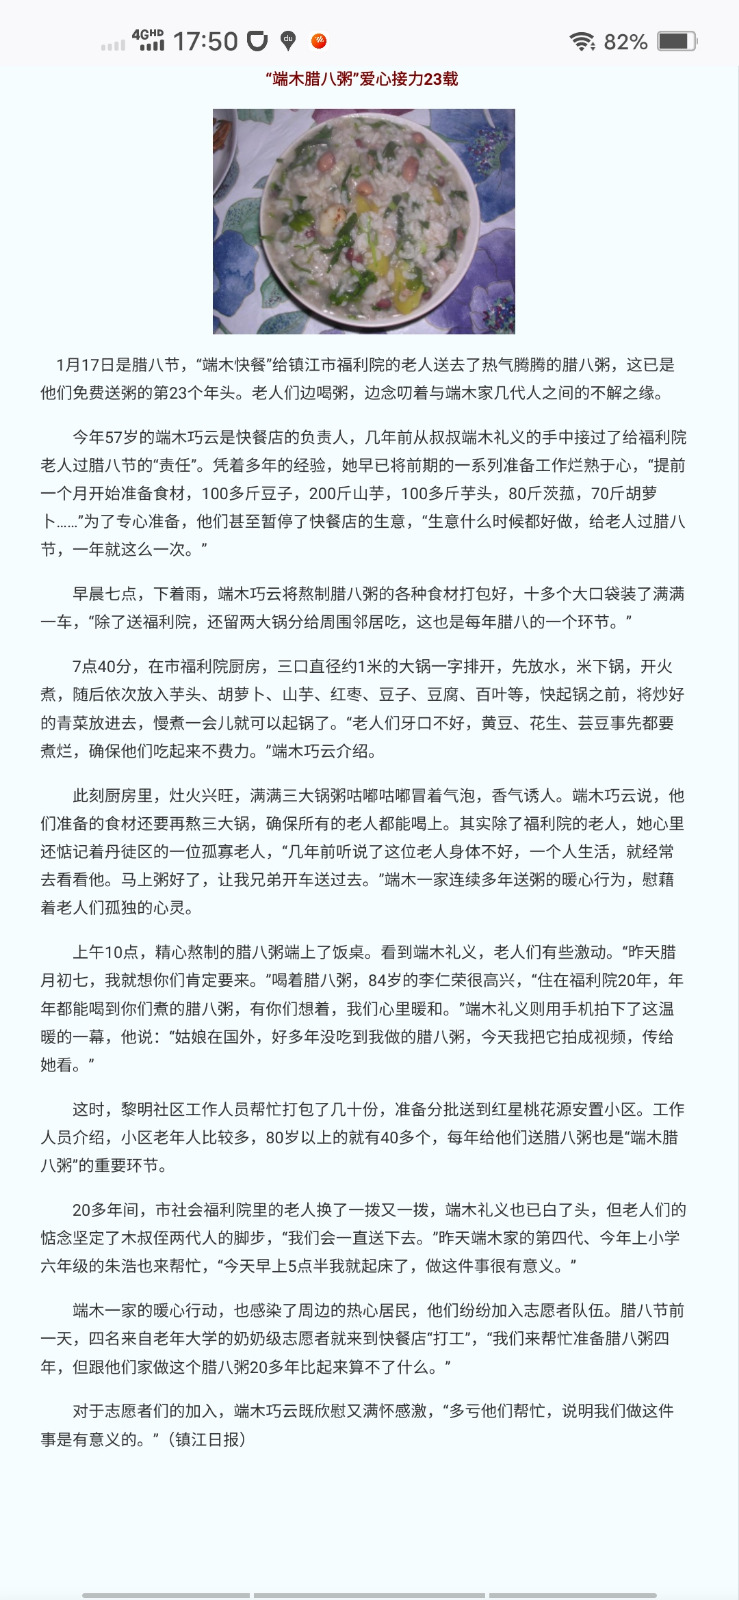 4GHD 17:50 du 82%
“端木腊八粥”爱心接力23载
1月17日是腊八节，“端木快餐”给镇江市福利院的老人送去了热气腾腾的腊八粥，这已是
他们免费送粥的第23个年头。老人们边喝粥，边念叨着与端木家几代人之间的不解之缘。
今年57岁的端木巧云是快餐店的负责人，几年前从叔叔端木礼义的手中接过了给福利院
老人过腊八节的“责任”。凭着多年的经验，她早已将前期的一系列准备工作烂熟于心，“提前
一个月开始准备食材，100多斤豆子，200斤山芋，100多斤芋头，80斤茨菰，70斤胡萝
卜……”为了专心准备，他们甚至暂停了快餐店的生意，“生意什么时候都好做，给老人过腊八
节，一年就这么一次。”
早晨七点，下着雨，端木巧云将熬制腊八粥的各种食材打包好，十多个大口袋装了满满
一车，“除了送福利院，还留两大锅分给周围邻居吃，这也是每年腊八的一个环节。”
7点40分，在市福利院厨房，三口直径约1米的大锅一字排开，先放水，米下锅，开火
煮，随后依次放入芋头、胡萝卜、山芋、红枣、豆子、豆腐、百叶等，快起锅之前，将炒好
的青菜放进去，慢煮一会儿就可以起锅了。“老人们牙口不好，黄豆、花生、芸豆事先都要
煮烂，确保他们吃起来不费力。”端木巧云介绍。
此刻厨房里，灶火兴旺，满满三大锅粥咕嘟咕嘟冒着气泡，香气诱人。端木巧云说，他
们准备的食材还要再熬三大锅，确保所有的老人都能喝上。其实除了福利院的老人，她心里
还惦记着丹徒区的一位孤寡老人，“几年前听说了这位老人身体不好，一个人生活，就经常
去看看他。马上粥好了，让我兄弟开车送过去。”端木一家连续多年送粥的暖心行为，慰藉
着老人们孤独的心灵。
上午10点，精心熬制的腊八粥端上了饭桌。看到端木礼义，老人们有些激动。“昨天腊
月初七，我就想你们肯定要来。”喝着腊八粥，84岁的李仁荣很高兴，“住在福利院20年，年
年都能喝到你们煮的腊八粥，有你们想着，我们心里暖和。”端木礼义则用手机拍下了这温
暖的一幕，他说：“姑娘在国外，好多年没吃到我做的腊八粥，今天我把它拍成视频，传给
她看。”
这时，黎明社区工作人员帮忙打包了几十份，准备分批送到红星桃花源安置小区。工作
人员介绍，小区老年人比较多，80岁以上的就有40多个，每年给他们送腊八粥也是“端木腊
八粥”的重要环节。
20多年间，市社会福利院里的老人换了一拨又一拨，端木礼义也已白了头，但老人们的
惦念坚定了木叔侄两代人的脚步，“我们会一直送下去。”昨天端木家的第四代、今年上小学
六年级的朱浩也来帮忙，“今天早上5点半我就起床了，做这件事很有意义。”
端木一家的暖心行动，也感染了周边的热心居民，他们纷纷加入志愿者队伍。腊八节前
一天，四名来自老年大学的奶奶级志愿者就来到快餐店“打工”，“我们来帮忙准备腊八粥四
年，但跟他们家做这个腊八粥20多年比起来算不了什么。”
对于志愿者们的加入，端木巧云既欣慰又满怀感激，“多亏他们帮忙，说明我们做这件
事是有意义的。”（镇江日报）